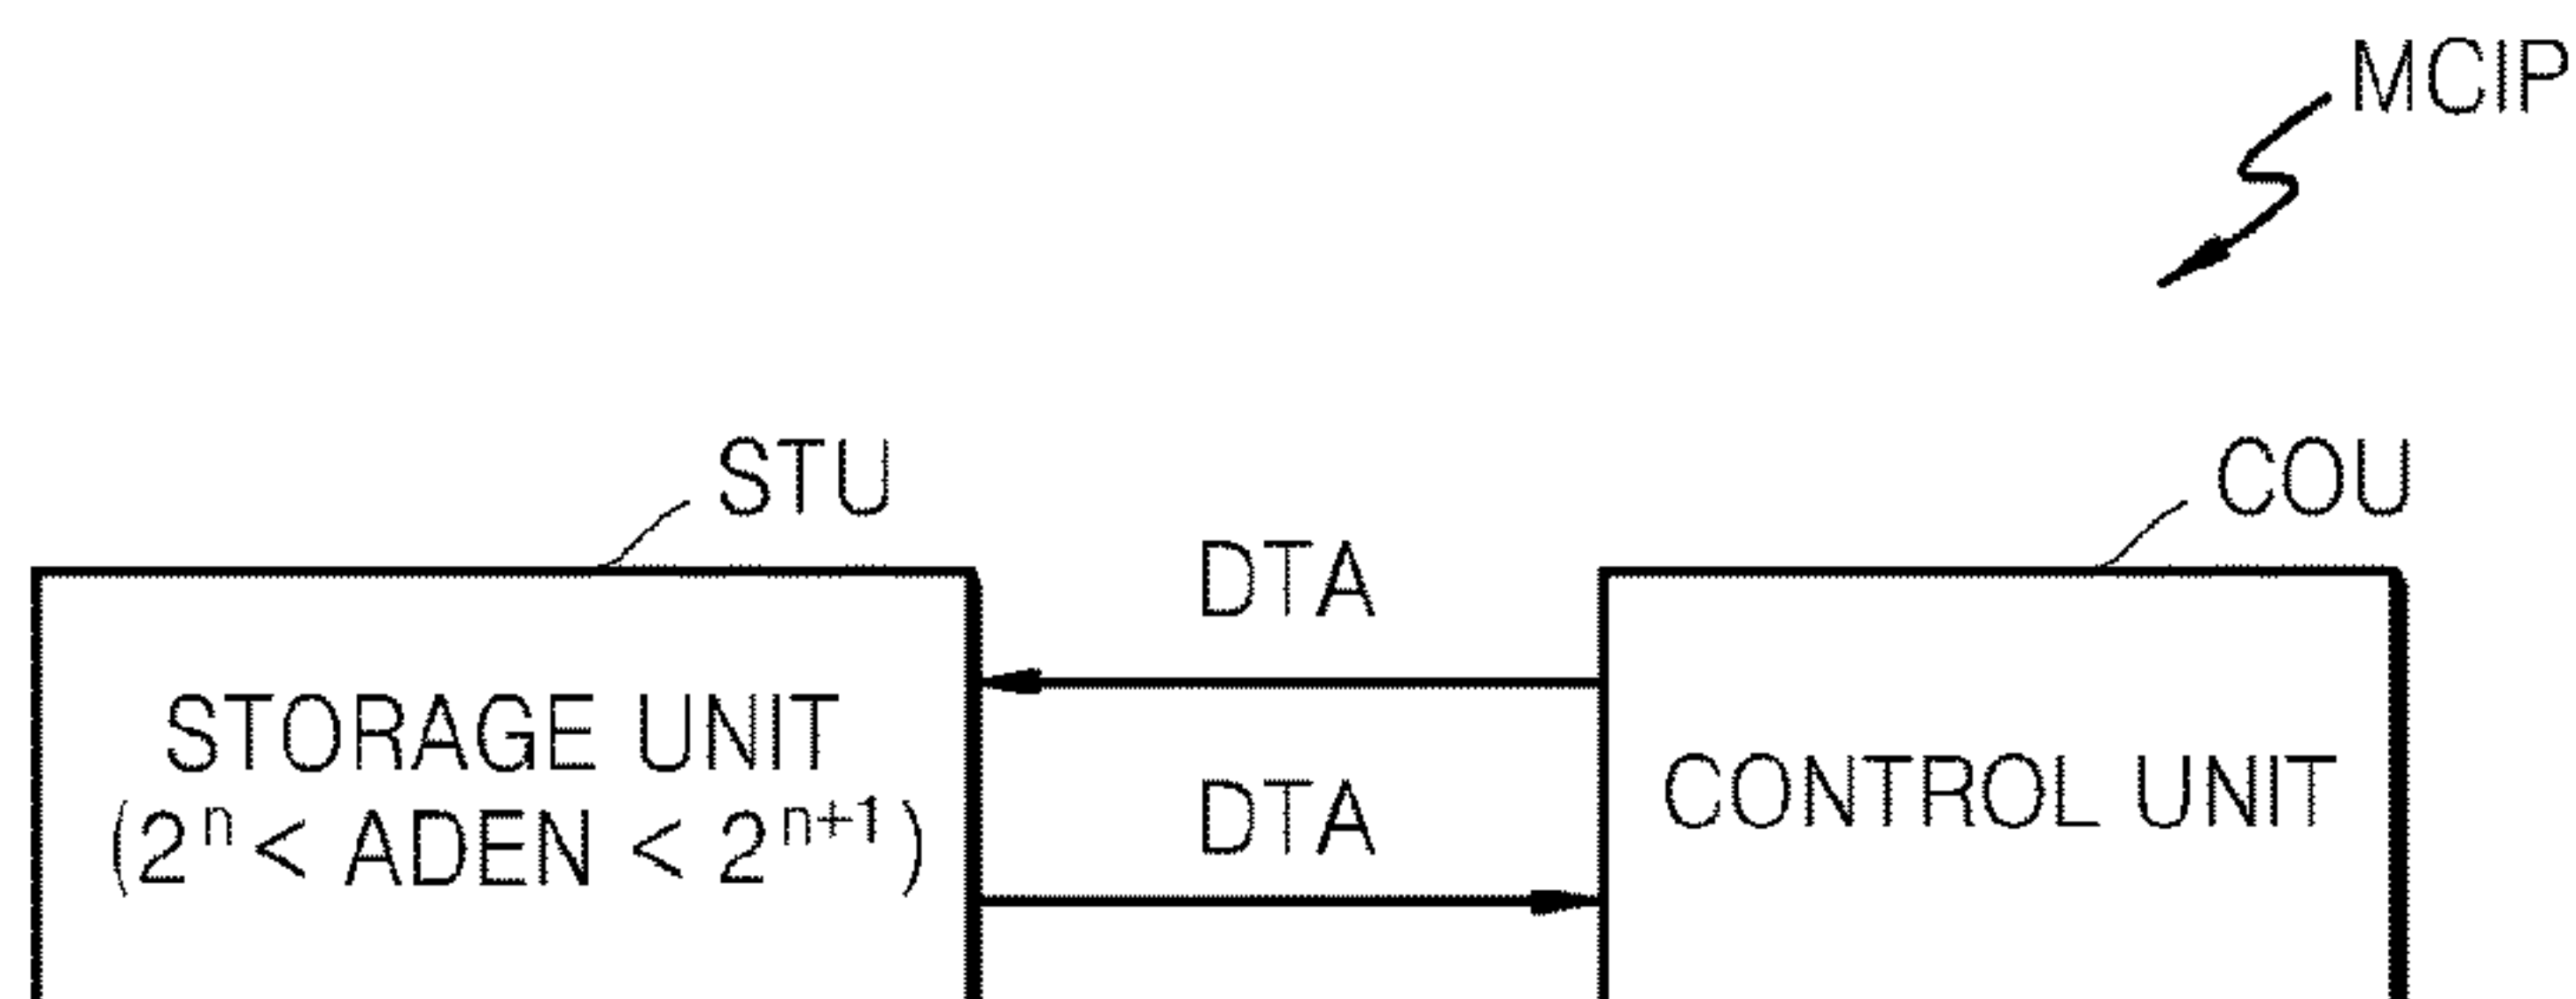 MCIP
STU
COU
DTA
STORAGE UNIT
(2ⁿ < ADEN < 2ⁿ⁺¹)
DTA
CONTROL UNIT